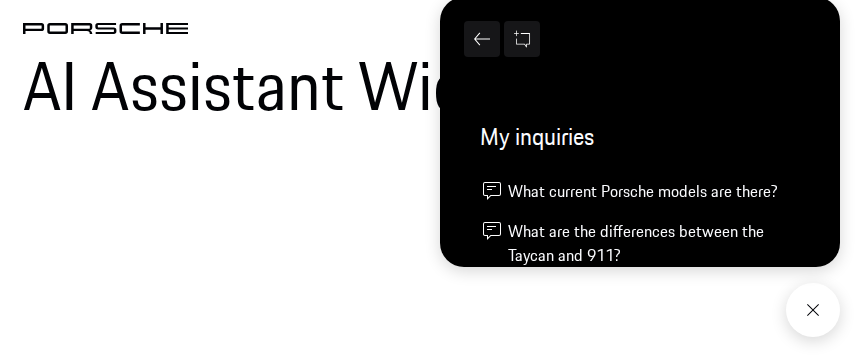 PORSCHE
AI Assistant
My inquiries
What current Porsche models are there?
What are the differences between the
Taycan and 911?